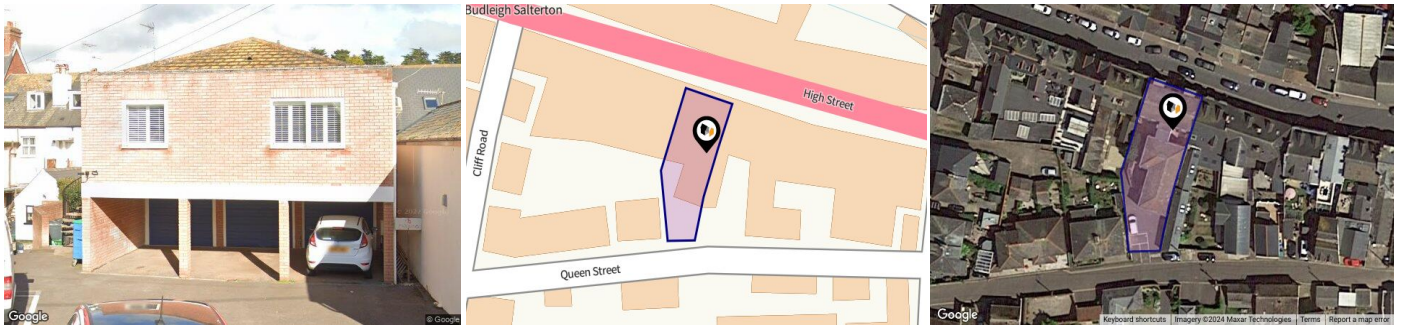 Google
© Google
Budleigh Salterton
High Street
Cliff Road
Queen Street
Google
Keyboard shortcuts
Imagery ©2024 Maxar Technologies
Terms
Report a map error